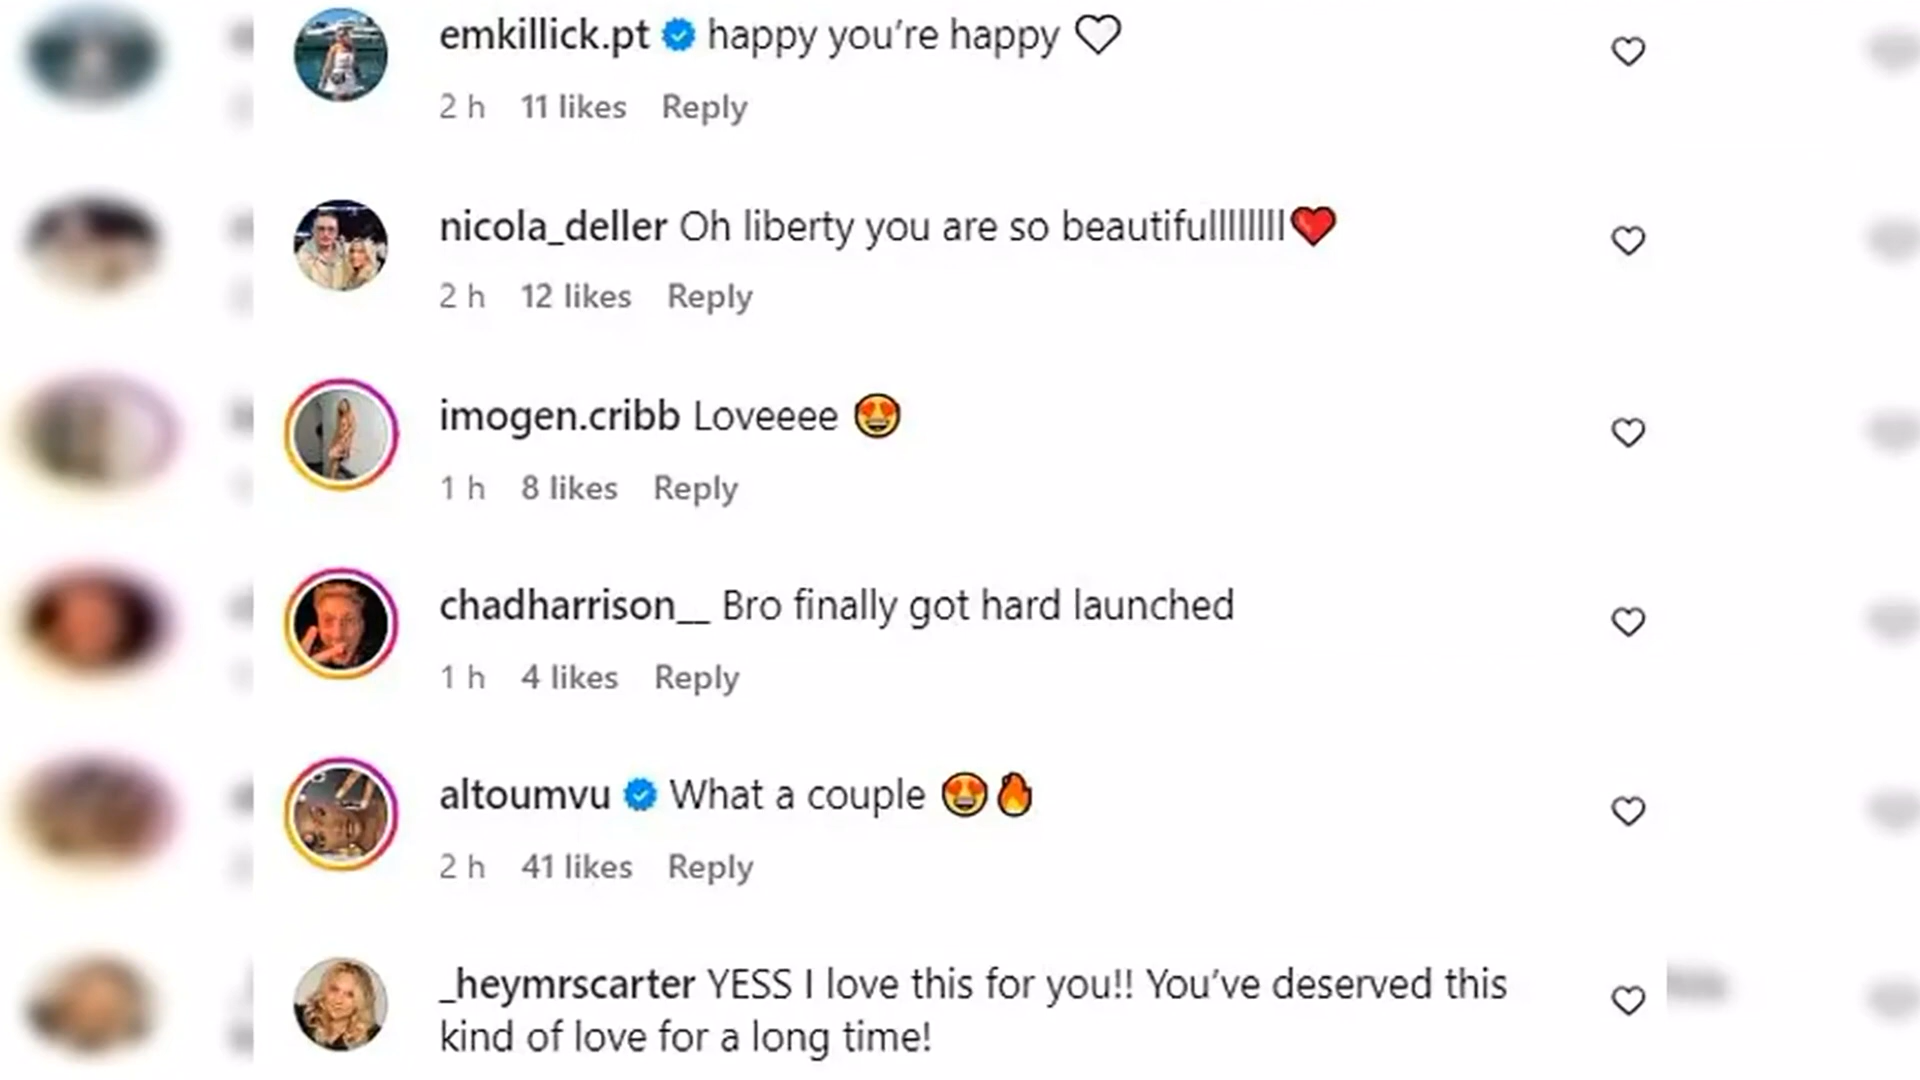 emkillick.pt happy you're happy 🤍
2 h 11 likes Reply
nicola_deller Oh liberty you are so beautifullllllll❤️
2 h 12 likes Reply
imogen.cribb Loveeee 😍
1 h 8 likes Reply
chadharrison__ Bro finally got hard launched
1 h 4 likes Reply
altoumvu What a couple 😍🔥
2 h 41 likes Reply
_heymrscarter YESS I love this for you!! You've deserved this
kind of love for a long time!